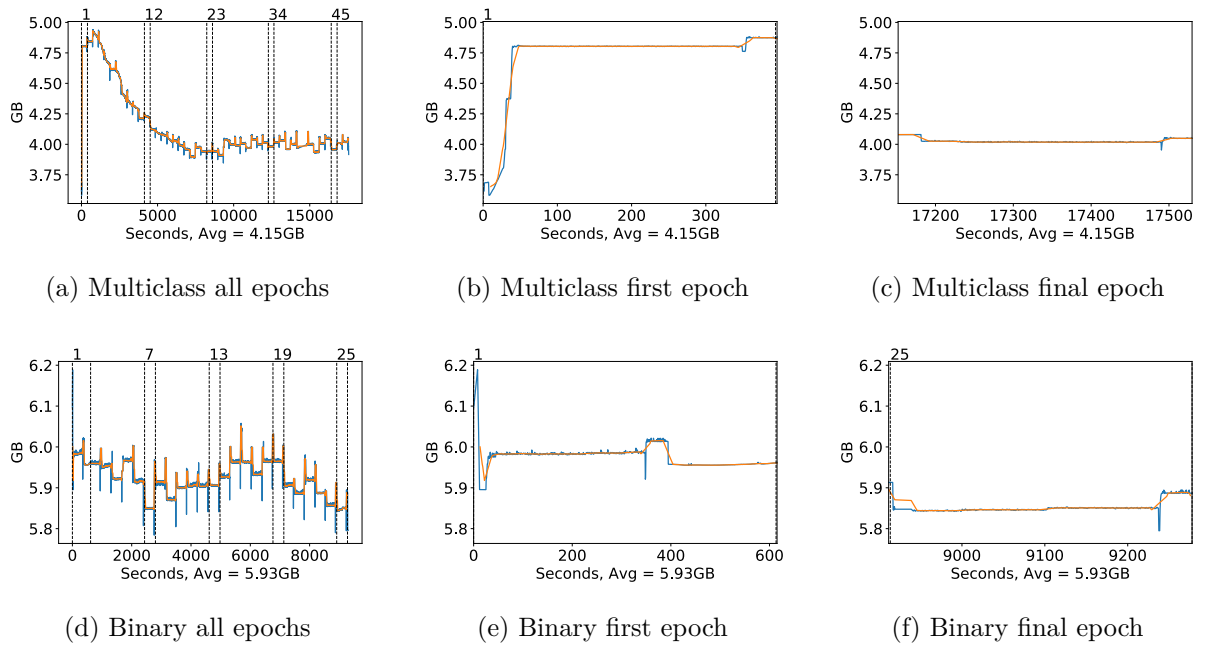 1 12 23 34 45
5.00
4.75
4.50
4.25
4.00
3.75
GB
0 5000 10000 15000
Seconds, Avg = 4.15GB
(a) Multiclass all epochs
1
5.00
4.75
4.50
4.25
4.00
3.75
GB
0 100 200 300
Seconds, Avg = 4.15GB
(b) Multiclass first epoch
5.00
4.75
4.50
4.25
4.00
3.75
GB
17200 17300 17400 17500
Seconds, Avg = 4.15GB
(c) Multiclass final epoch
1 7 13 19 25
6.2
6.1
6.0
5.9
5.8
GB
0 2000 4000 6000 8000
Seconds, Avg = 5.93GB
(d) Binary all epochs
1
6.2
6.1
6.0
5.9
5.8
GB
0 200 400 600
Seconds, Avg = 5.93GB
(e) Binary first epoch
25
6.2
6.1
6.0
5.9
5.8
GB
9000 9100 9200
Seconds, Avg = 5.93GB
(f) Binary final epoch